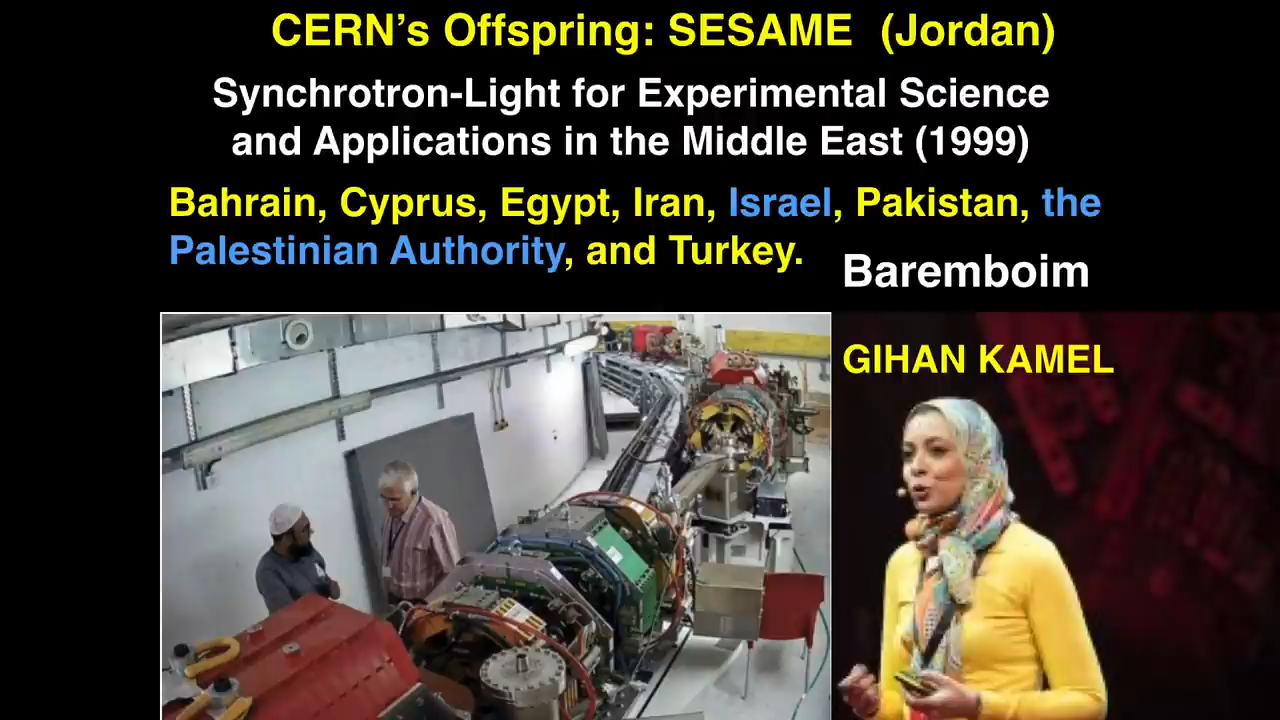 CERN’s Offspring: SESAME (Jordan)
Synchrotron-Light for Experimental Science
and Applications in the Middle East (1999)
Bahrain, Cyprus, Egypt, Iran, Israel, Pakistan, the
Palestinian Authority, and Turkey.
Baremboim
GIHAN KAMEL